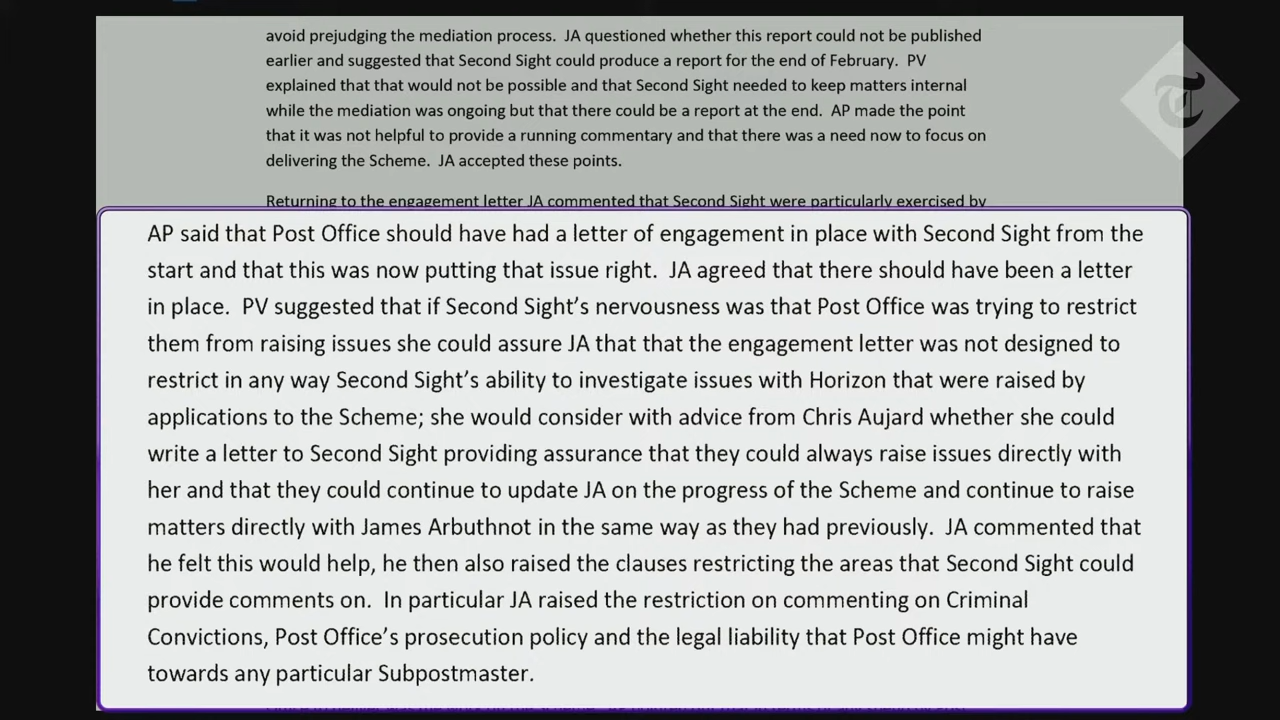 avoid prejudging the mediation process.  JA questioned whether this report could not be published
earlier and suggested that Second Sight could produce a report for the end of February.  PV
explained that that would not be possible and that Second Sight needed to keep matters internal
while the mediation was ongoing but that there could be a report at the end.  AP made the point
that it was not helpful to provide a running commentary and that there was a need now to focus on
delivering the Scheme.  JA accepted these points.
Returning to the engagement letter JA commented that Second Sight were particularly exercised by
AP said that Post Office should have had a letter of engagement in place with Second Sight from the
start and that this was now putting that issue right.  JA agreed that there should have been a letter
in place.  PV suggested that if Second Sight’s nervousness was that Post Office was trying to restrict
them from raising issues she could assure JA that that the engagement letter was not designed to
restrict in any way Second Sight’s ability to investigate issues with Horizon that were raised by
applications to the Scheme; she would consider with advice from Chris Aujard whether she could
write a letter to Second Sight providing assurance that they could always raise issues directly with
her and that they could continue to update JA on the progress of the Scheme and continue to raise
matters directly with James Arbuthnot in the same way as they had previously.  JA commented that
he felt this would help, he then also raised the clauses restricting the areas that Second Sight could
provide comments on.  In particular JA raised the restriction on commenting on Criminal
Convictions, Post Office’s prosecution policy and the legal liability that Post Office might have
towards any particular Subpostmaster.